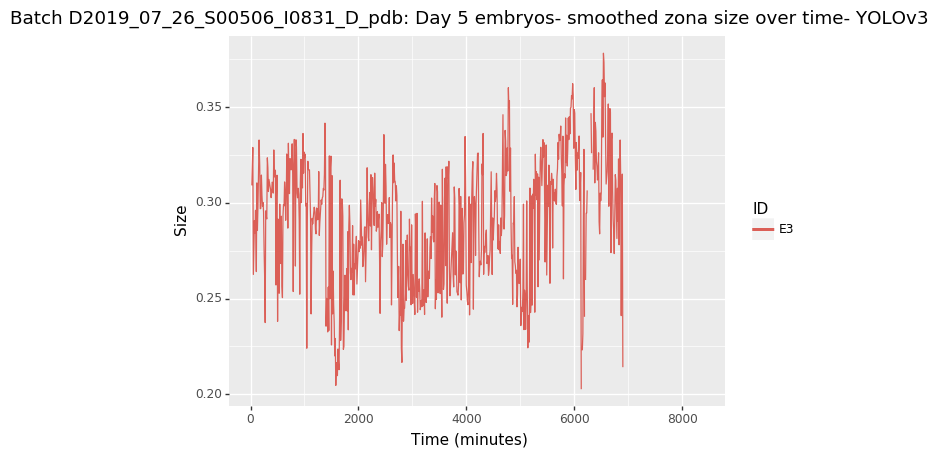 Batch D2019_07_26_S00506_I0831_D_pdb: Day 5 embryos- smoothed zona size over time- YOLOv3
0.35
0.30
0.25
0.20
Size
0
2000
4000
6000
8000
Time (minutes)
ID
E3